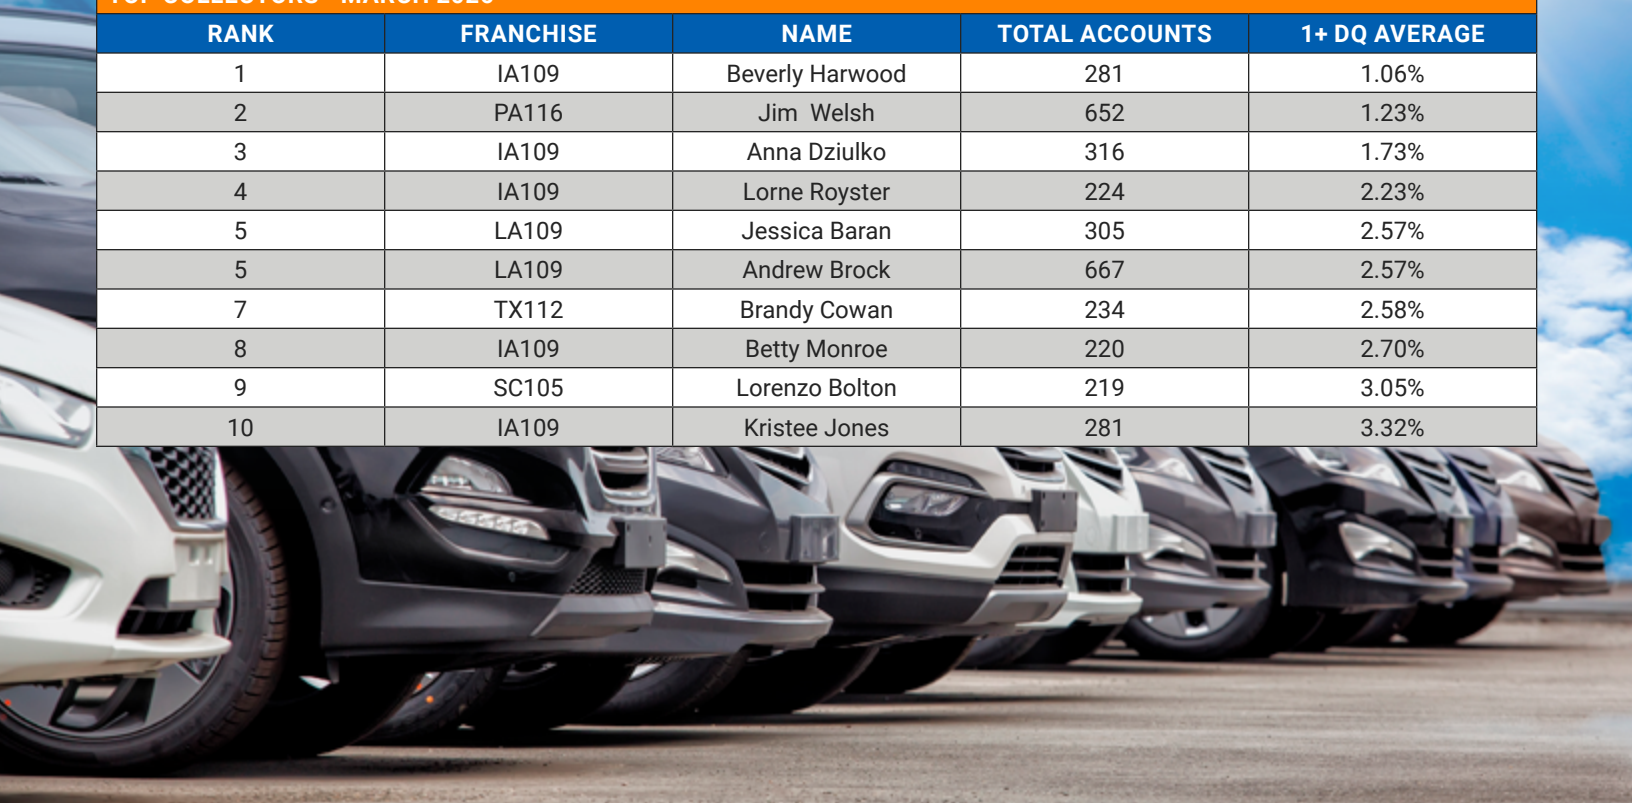 TOP COLLECTORS - MARCH
RANK FRANCHISE NAME TOTAL ACCOUNTS 1+ DQ AVERAGE
1 IA109 Beverly Harwood 281 1.06%
2 PA116 Jim  Welsh 652 1.23%
3 IA109 Anna Dziulko 316 1.73%
4 IA109 Lorne Royster 224 2.23%
5 LA109 Jessica Baran 305 2.57%
5 LA109 Andrew Brock 667 2.57%
7 TX112 Brandy Cowan 234 2.58%
8 IA109 Betty Monroe 220 2.70%
9 SC105 Lorenzo Bolton 219 3.05%
10 IA109 Kristee Jones 281 3.32%